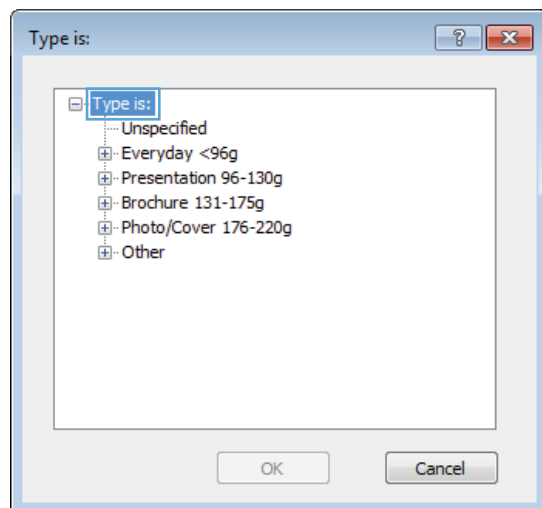 Type is:
Type is:
Unspecified
Everyday <96g
Presentation 96-130g
Brochure 131-175g
Photo/Cover 176-220g
Other
OK
Cancel